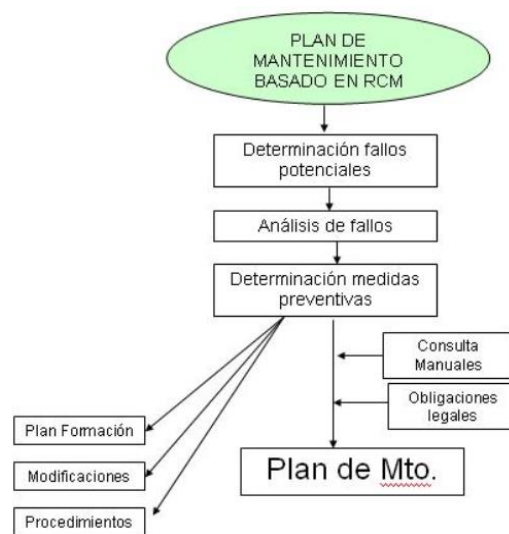 PLAN DE
MANTENIMIENTO
BASADO EN RCM
Determinación fallos
potenciales
Análisis de fallos
Determinación medidas
preventivas
Consulta
Manuales
Obligaciones
legales
Plan Formación
Modificaciones
Procedimientos
Plan de Mto.